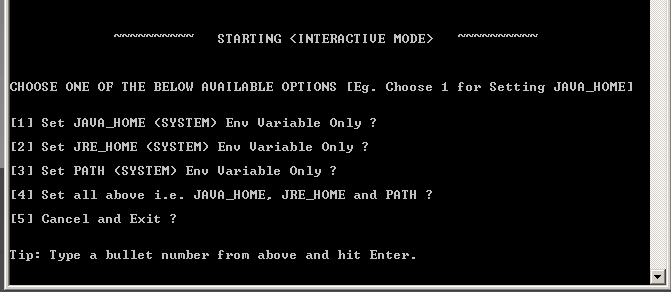 ~~~~~~~~~~ STARTING <INTERACTIVE MODE> ~~~~~~~~~~
CHOOSE ONE OF THE BELOW AVAILABLE OPTIONS [Eg. Choose 1 for Setting JAVA_HOME]
[1] Set JAVA_HOME (SYSTEM) Env Variable Only ?
[2] Set JRE_HOME (SYSTEM) Env Variable Only ?
[3] Set PATH (SYSTEM) Env Variable Only ?
[4] Set all above i.e. JAVA_HOME, JRE_HOME and PATH ?
[5] Cancel and Exit ?
Tip: Type a bullet number from above and hit Enter.